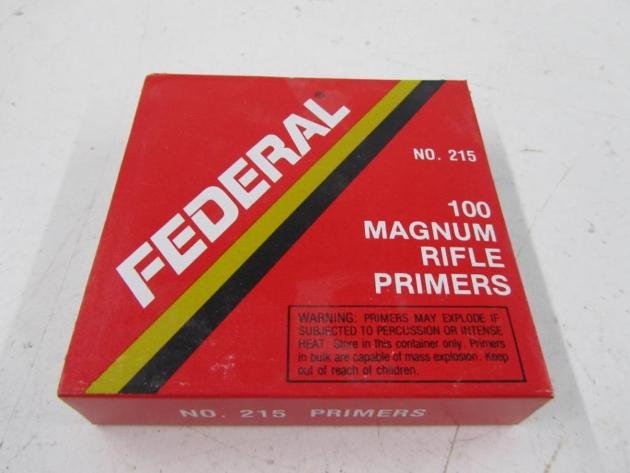 FEDERAL
NO. 215
100
MAGNUM
RIFLE
PRIMERS
WARNING: PRIMERS MAY EXPLODE IF
SUBJECTED TO PERCUSSION OR INTENSE
HEAT. Store in this container only. Primers
in bulk are capable of mass explosion. Keep
out of reach of children.
NO. 215 PRIMERS